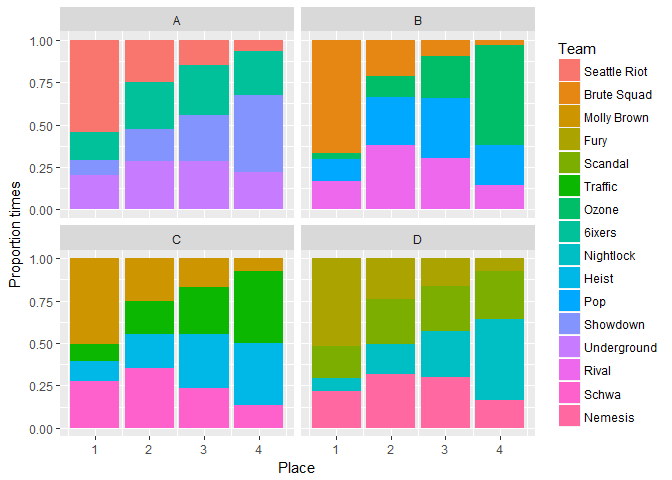 A
B
1.00
0.75
0.50
0.25
0.00
C
D
1.00
0.75
0.50
0.25
0.00
1 2 3 4
1 2 3 4
Place
Proportion times
Team
Seattle Riot
Brute Squad
Molly Brown
Fury
Scandal
Traffic
Ozone
6ixers
Nightlock
Heist
Pop
Showdown
Underground
Rival
Schwa
Nemesis